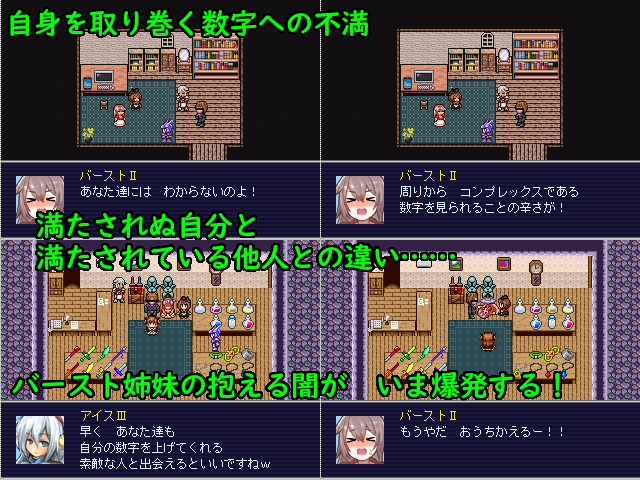 自身を取り巻く数字への不満
バーストⅡ
あなた達には　わからないのよ！
バーストⅡ
周りから　コンプレックスである
数字を見られることの辛さが！
満たされぬ自分と
満たされている他人との違い……
バースト姉妹の抱える闇が　いま爆発する！
アイスⅢ
早く　あなた達も
自分の数字を上げてくれる
素敵な人と出会えるといいですねｗ
バーストⅡ
もうやだ　おうちかえるー！！